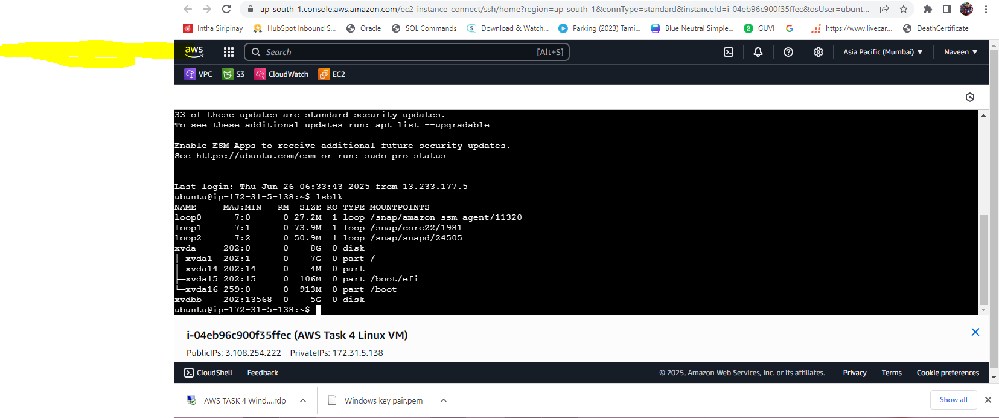 ap-south-1.console.aws.amazon.com/ec2-instance-connect/ssh/home?region=ap-south-1&connType=standard&instanceId=i-04eb96c900f35ffec&osUser=ubunt...
Intha Siripinay HubSpot Inbound S... Oracle SQL Commands Download & Watch... Parking (2023) Tami... Blue Neutral Simple... GUVI https://www.livecar... DeathCertificate
aws Search [Alt+S] Asia Pacific (Mumbai) Naveen
VPC S3 CloudWatch EC2
33 of these updates are standard security updates.
To see these additional updates run: apt list --upgradable
Enable ESM Apps to receive additional future security updates.
See https://ubuntu.com/esm or run: sudo pro status
Last login: Thu Jun 26 06:33:43 2025 from 13.233.177.5
ubuntu@ip-172-31-5-138:~$ lsblk
NAME     MAJ:MIN   RM  SIZE RO TYPE MOUNTPOINTS
loop0      7:0      0 27.2M  1 loop /snap/amazon-ssm-agent/11320
loop1      7:1      0 73.9M  1 loop /snap/core22/1981
loop2      7:2      0 50.9M  1 loop /snap/snapd/24505
xvda     202:0      0    8G  0 disk
├─xvda1  202:1      0    7G  0 part /
├─xvda14 202:14     0    4M  0 part
├─xvda15 202:15     0  106M  0 part /boot/efi
└─xvda16 259:0      0  913M  0 part /boot
xvdbb    202:13568  0    5G  0 disk
ubuntu@ip-172-31-5-138:~$
i-04eb96c900f35ffec (AWS Task 4 Linux VM)
PublicIPs: 3.108.254.222 PrivateIPs: 172.31.5.138
CloudShell Feedback © 2025, Amazon Web Services, Inc. or its affiliates. Privacy Terms Cookie preferences
AWS TASK 4 Wind....rdp Windows key pair.pem Show all